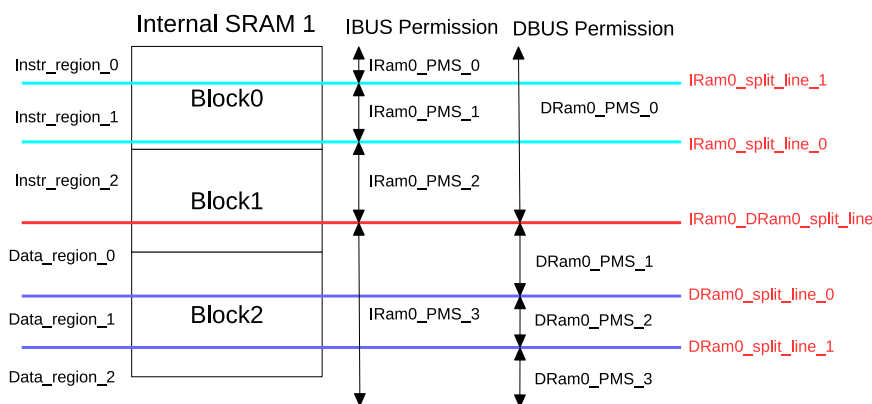 Internal SRAM 1
IBUS Permission
DBUS Permission
Instr_region_0
IRam0_PMS_0
IRam0_split_line_1
Block0
Instr_region_1
IRam0_PMS_1
DRam0_PMS_0
IRam0_split_line_0
Instr_region_2
Block1
IRam0_PMS_2
IRam0_DRam0_split_line
Data_region_0
DRam0_PMS_1
DRam0_split_line_0
Data_region_1
Block2
IRam0_PMS_3
DRam0_PMS_2
DRam0_split_line_1
Data_region_2
DRam0_PMS_3